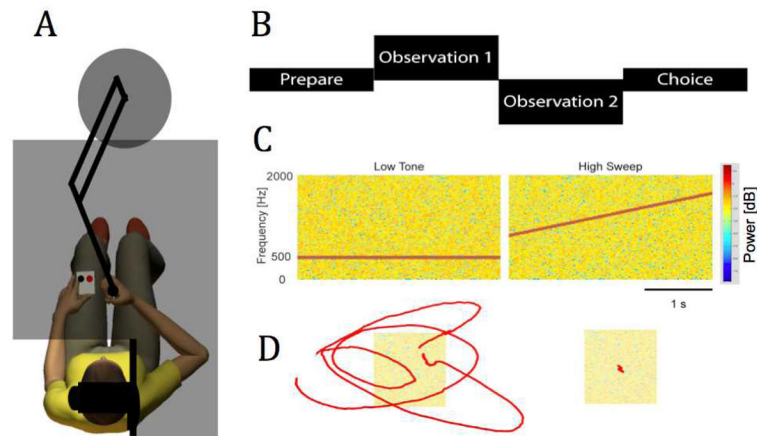 A
B
Prepare
Observation 1
Observation 2
Choice
C
Low Tone
High Sweep
2000
500
0
Frequency [Hz]
Power [dB]
1 s
D